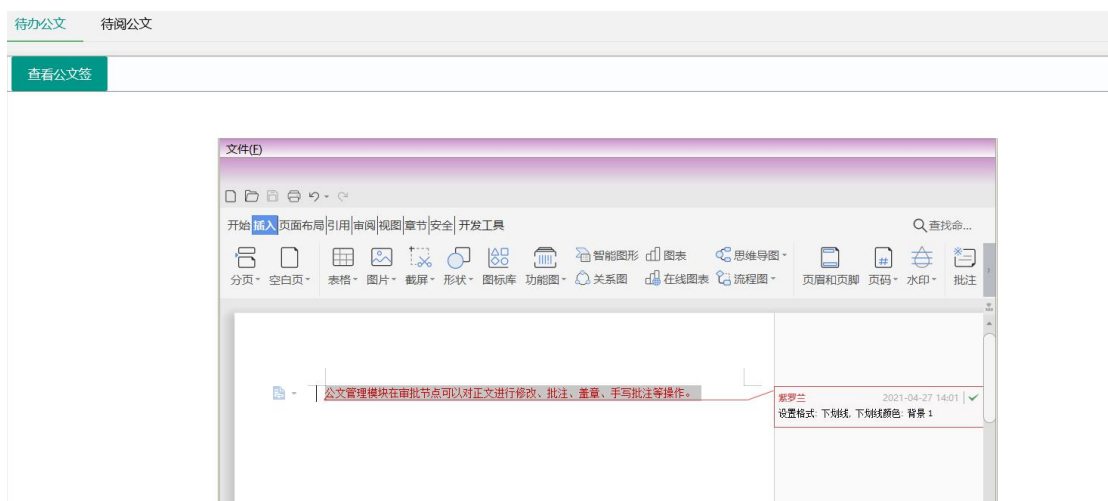 待办公文 待阅公文
查看公文签
文件(F)
开始 插入 页面布局 引用 审阅 视图 章节 安全 开发工具 查找命...
智能图形 图表 思维导图
分页 空白页 表格 图片 截屏 形状 图标库 功能图 关系图 在线图表 流程图 页眉和页脚 页码 水印 批注
公文管理模块在审批节点可以对正文进行修改、批注、盖章、手写批注等操作。
紫罗兰 2021-04-27 14:01
设置格式: 下划线, 下划线颜色: 背景 1